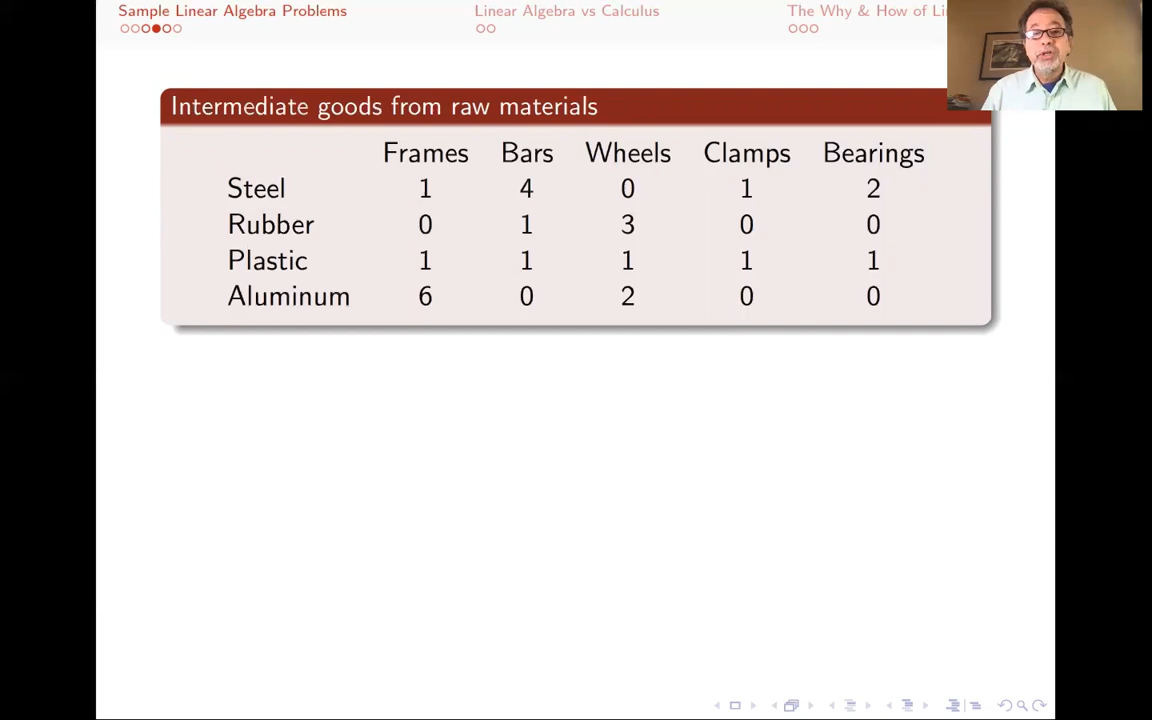 Sample Linear Algebra Problems Linear Algebra vs Calculus The Why & How of Li
Intermediate goods from raw materials
Frames Bars Wheels Clamps Bearings
Steel 1 4 0 1 2
Rubber 0 1 3 0 0
Plastic 1 1 1 1 1
Aluminum 6 0 2 0 0